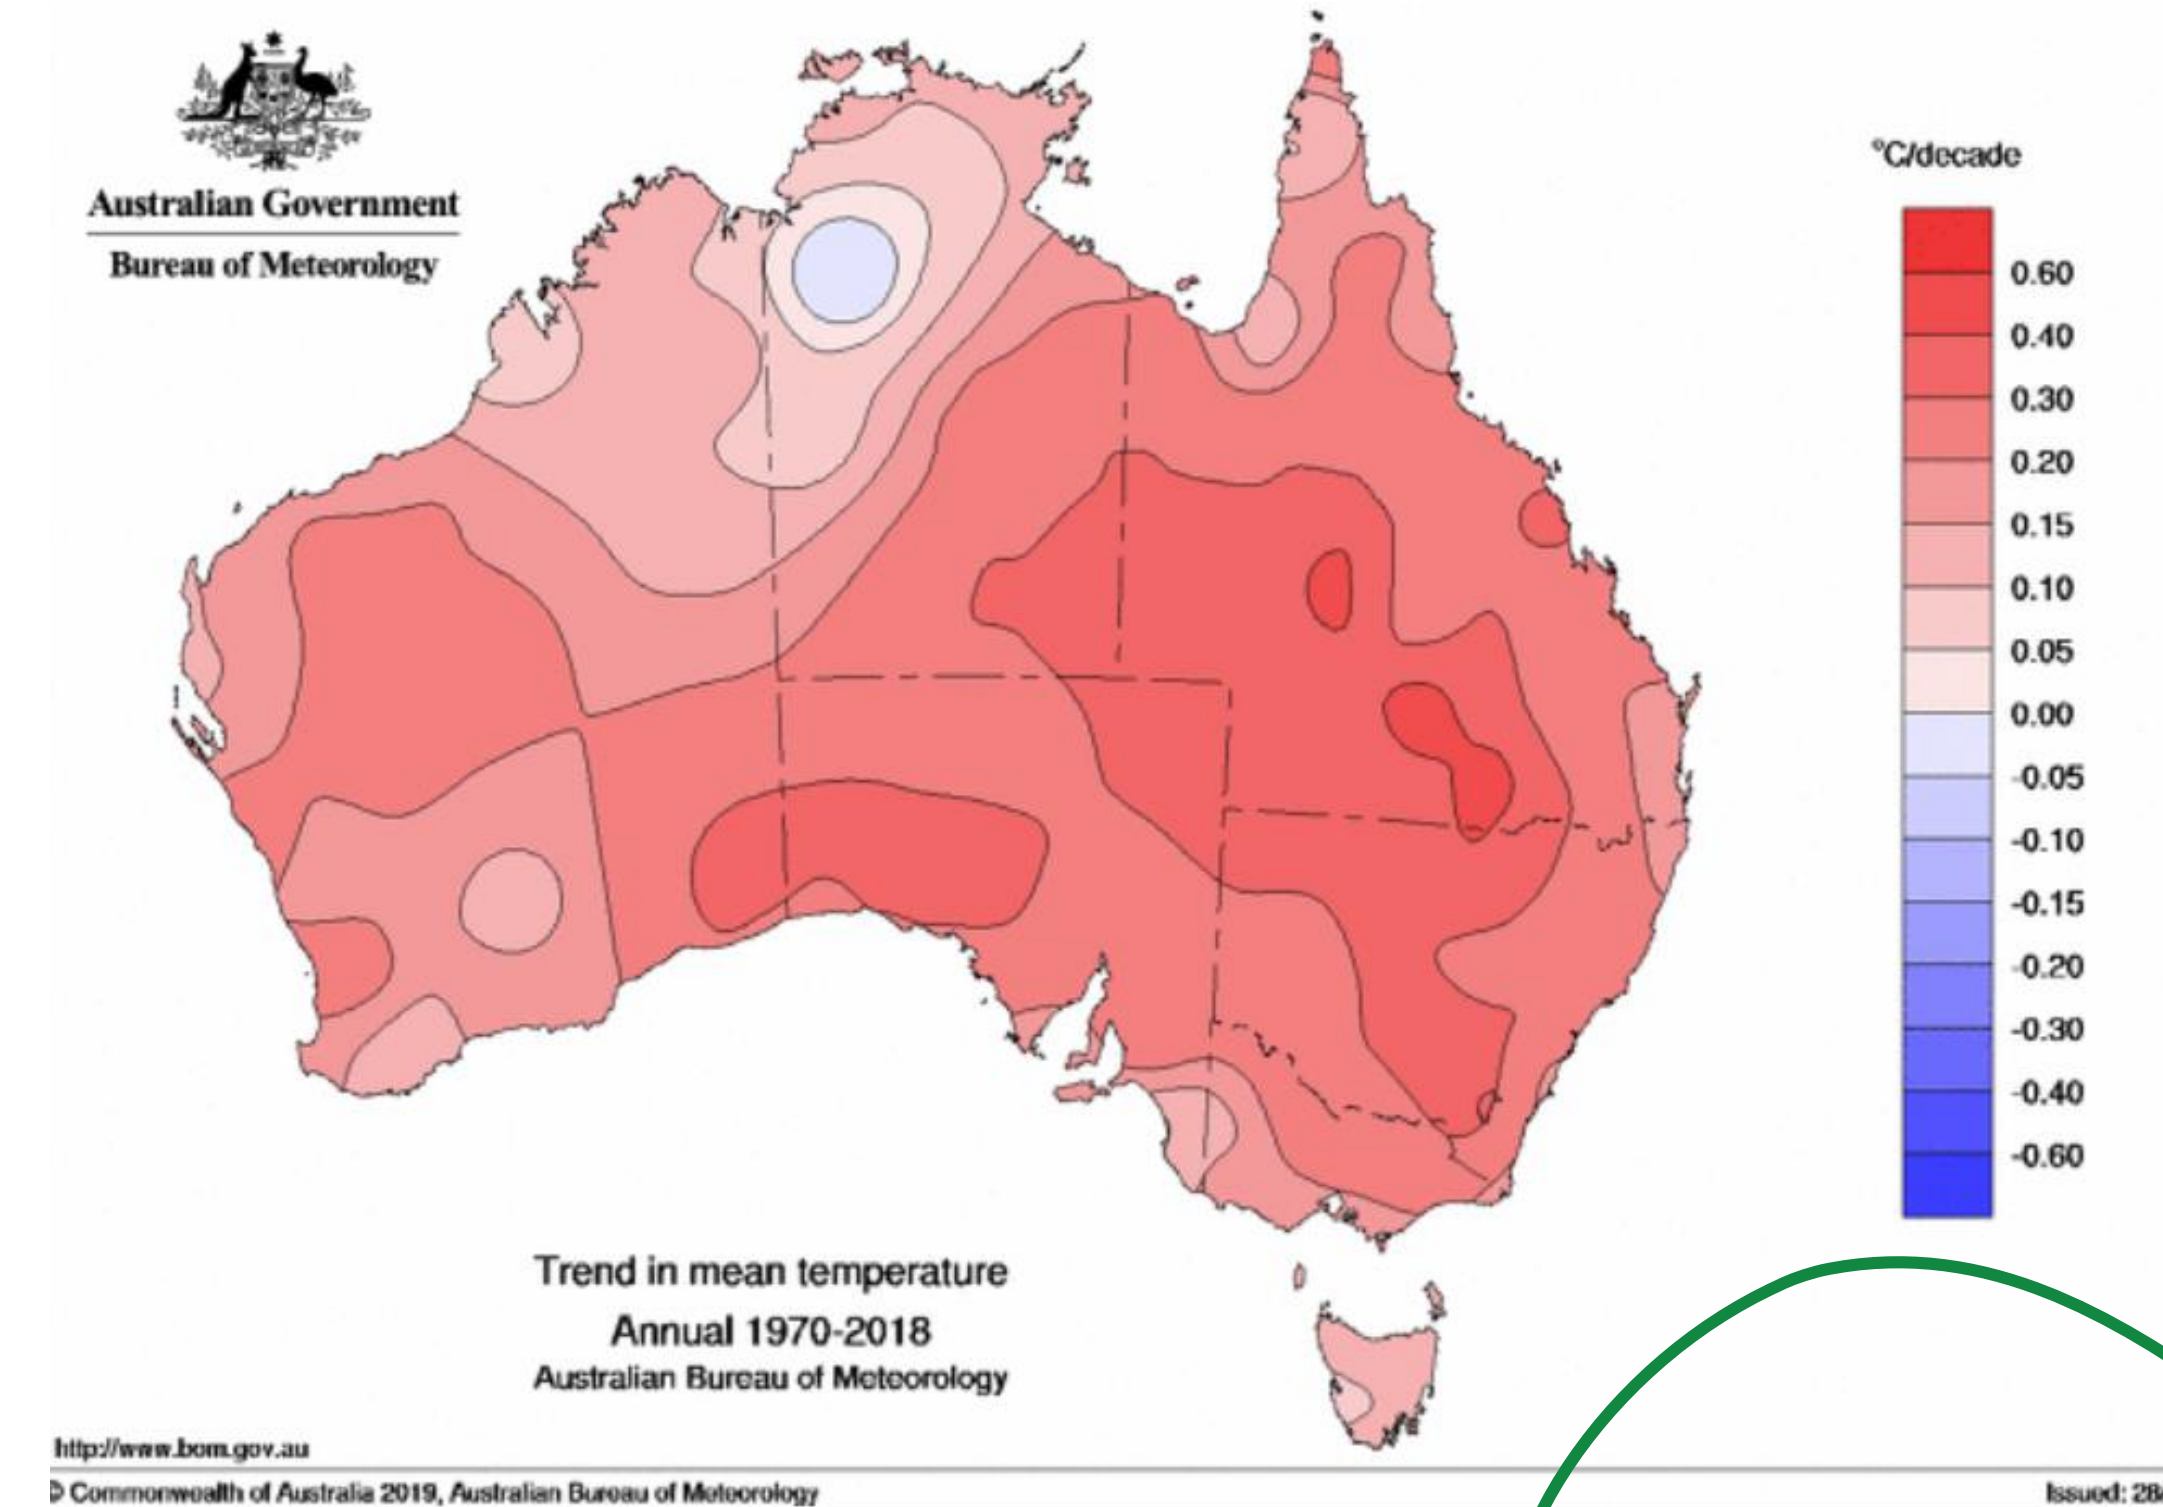 Australian Government
Bureau of Meteorology
°C/decade
0.60
0.40
0.30
0.20
0.15
0.10
0.05
0.00
-0.05
-0.10
-0.15
-0.20
-0.30
-0.40
-0.60
Trend in mean temperature
Annual 1970-2018
Australian Bureau of Meteorology
http://www.bom.gov.au
© Commonwealth of Australia 2019, Australian Bureau of Meteorology
Issued: 28